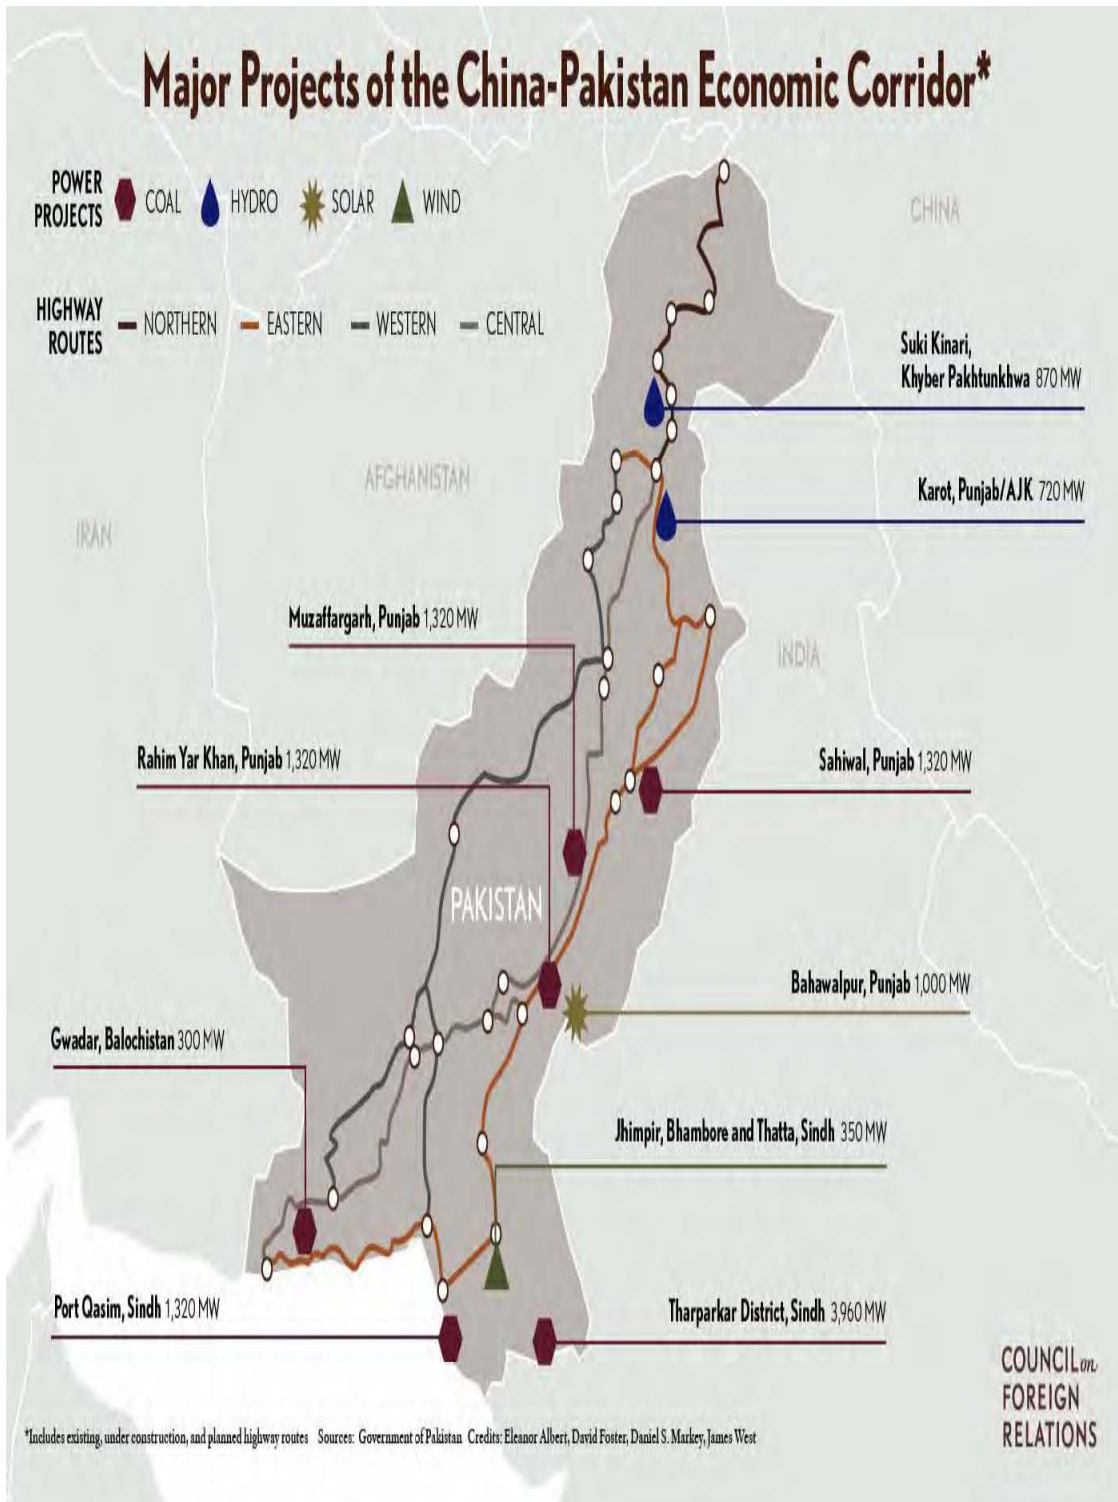 Major Projects of the China-Pakistan Economic Corridor*
POWER
PROJECTS
COAL
HYDRO
SOLAR
WIND
HIGHWAY
ROUTES
NORTHERN
EASTERN
WESTERN
CENTRAL
CHINA
Suki Kinari,
Khyber Pakhtunkhwa 870 MW
AFGHANISTAN
Karot, Punjab/AJK 720 MW
IRAN
Muzaffargarh, Punjab 1,320 MW
INDIA
Rahim Yar Khan, Punjab 1,320 MW
Sahiwal, Punjab 1,320 MW
PAKISTAN
Bahawalpur, Punjab 1,000 MW
Gwadar, Balochistan 300 MW
Jhimpir, Bhambore and Thatta, Sindh 350 MW
Port Qasim, Sindh 1,320 MW
Tharparkar District, Sindh 3,960 MW
COUNCIL on
FOREIGN
RELATIONS
*Includes existing, under construction, and planned highway routes Sources: Government of Pakistan Credits: Eleanor Albert, David Foster, Daniel S. Markey, James West